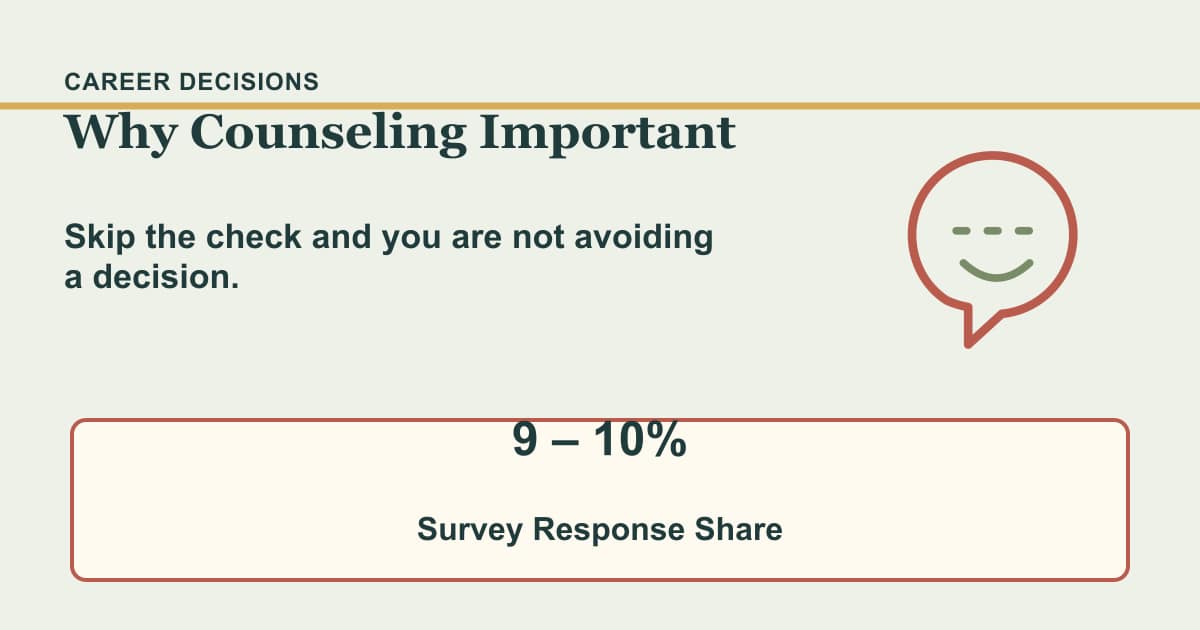 CAREER DECISIONS
Why Counseling Important
Skip the check and you are not avoiding
a decision.
9 – 10%
Survey Response Share